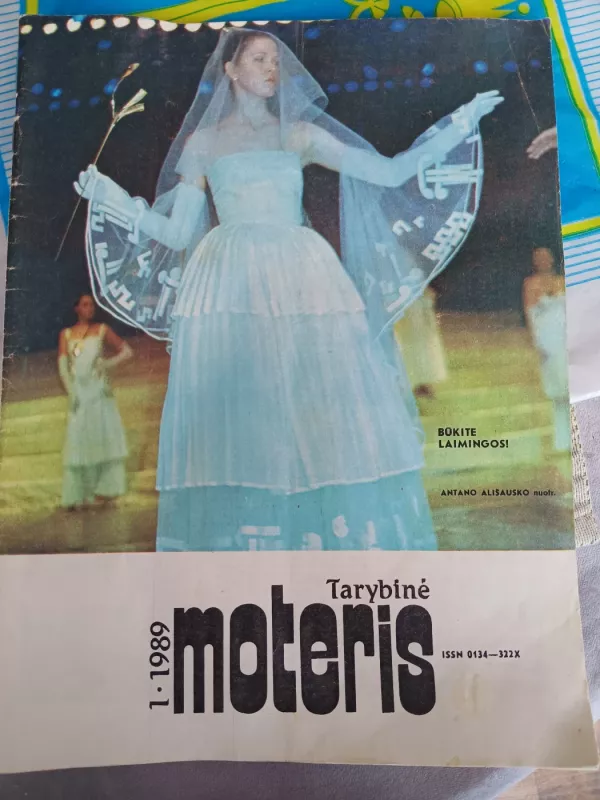 BŪKITE
LAIMINGOS!
ANTANO ALIŠAUSKO nuotr.
Tarybinė
moteris
1 · 1989
ISSN 0134—322X